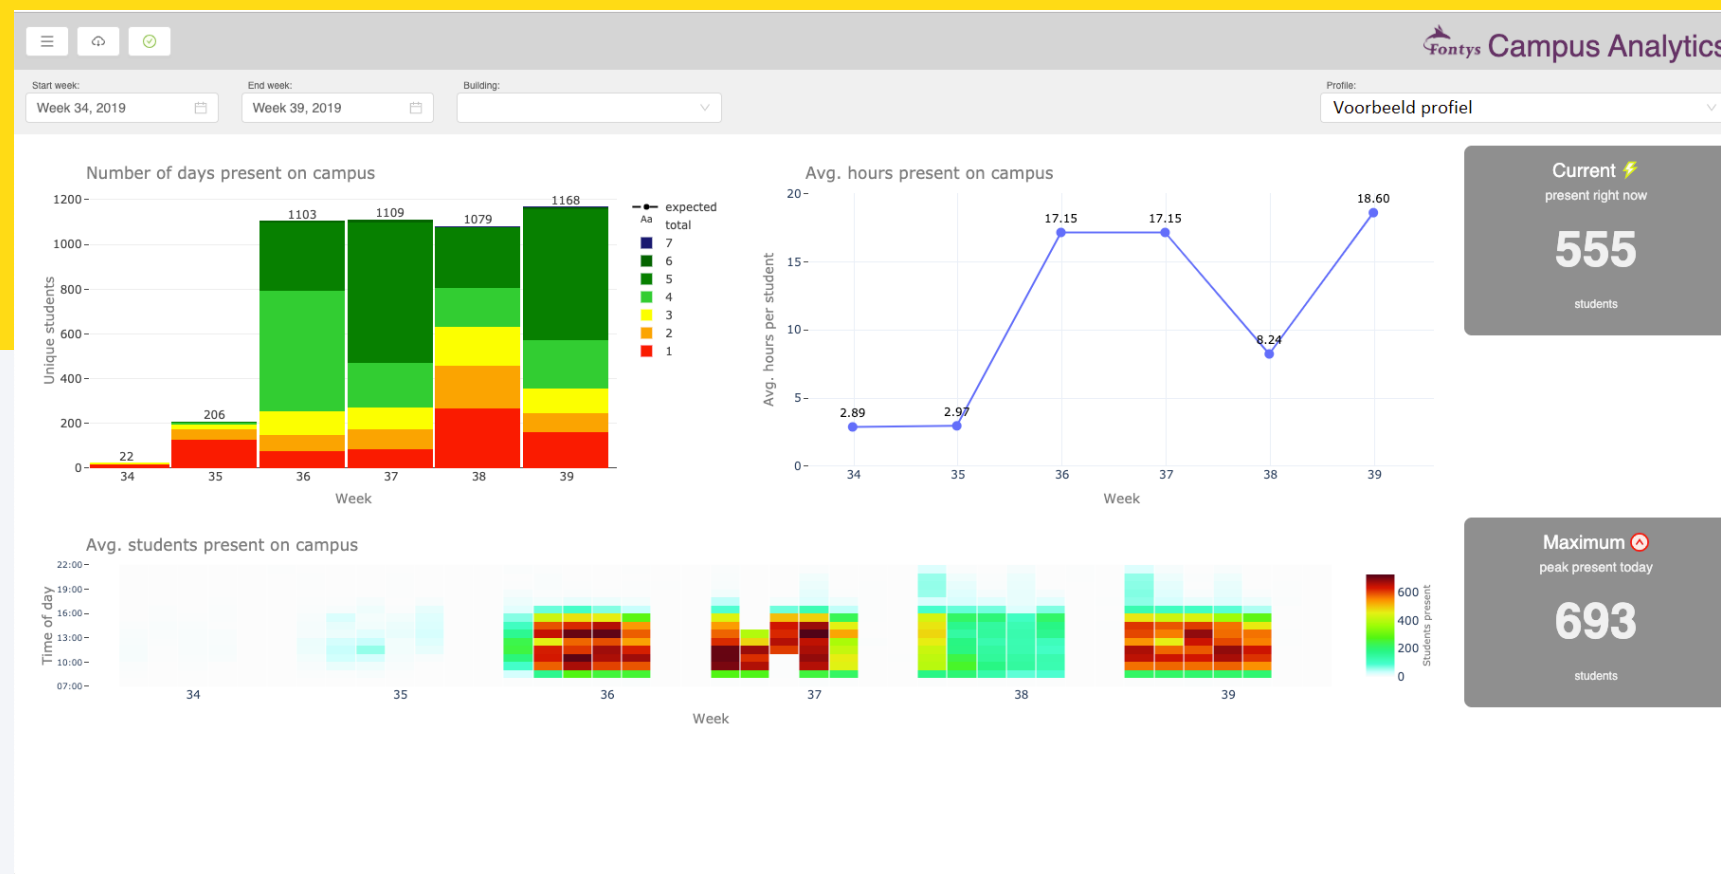 Fontys Campus Analytics
Start week:
End week:
Building:
Profile:
Week 34, 2019
Week 39, 2019
Voorbeeld profiel
Number of days present on campus
Unique students
1200
1000
800
600
400
200
0
22
206
1103
1109
1079
1168
34
35
36
37
38
39
Week
expected
Aa
total
7
6
5
4
3
2
1
Avg. hours present on campus
Avg. hours per student
20
15
10
5
0
2.89
2.97
17.15
17.15
8.24
18.60
34
35
36
37
38
39
Week
Current
present right now
555
students
Avg. students present on campus
Time of day
22:00
19:00
16:00
13:00
10:00
07:00
34
35
36
37
38
39
Week
600
400
200
0
Students present
Maximum
peak present today
693
students